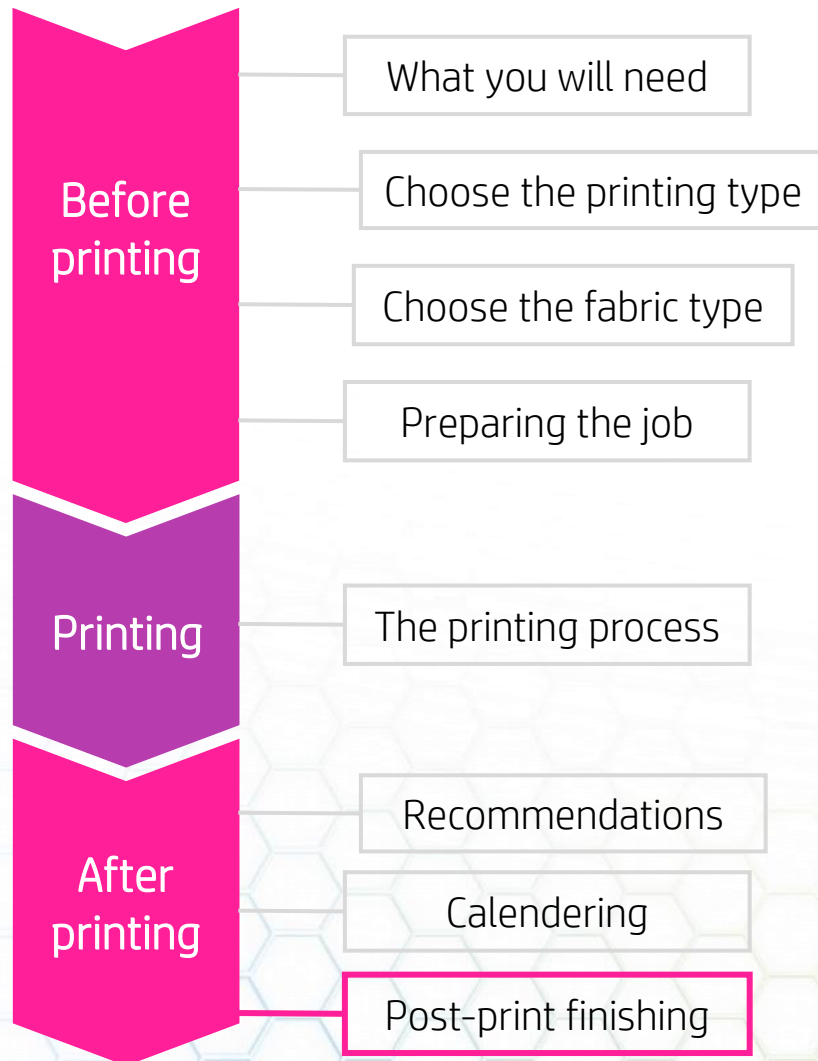 What you will need
Before
printing
Choose the printing type
Choose the fabric type
Preparing the job
Printing
The printing process
After
printing
Recommendations
Calendering
Post-print finishing